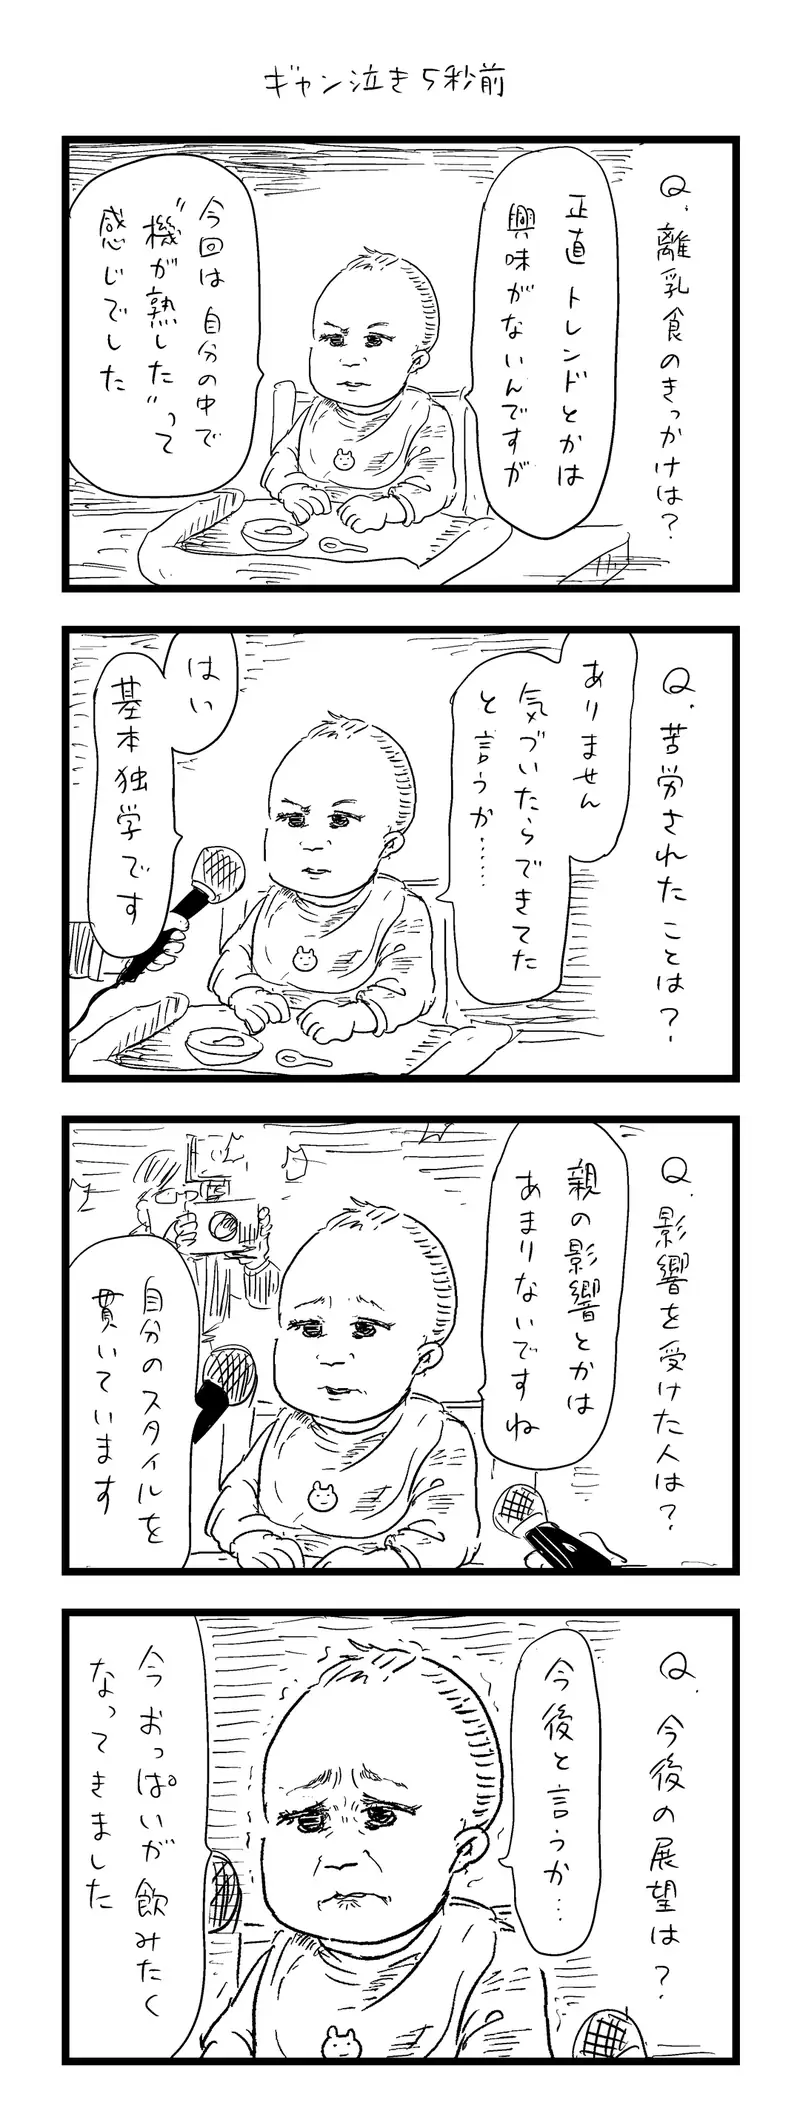 ギャン泣き5秒前
Q.離乳食のきっかけは?
正直トレンドとかは
興味がないんですが
今回は自分の中で
“機が熟した”って
感じでした
Q.苦労されたことは?
ありません
気づいたらできてた
と言うか……
はい
基本独学です
Q.影響を受けた人は?
親の影響とかは
あまりないですね
自分のスタイルを
貫いています
Q.今後の展望は?
今後と言うか…
今おっぱいが飲みたく
なってきました